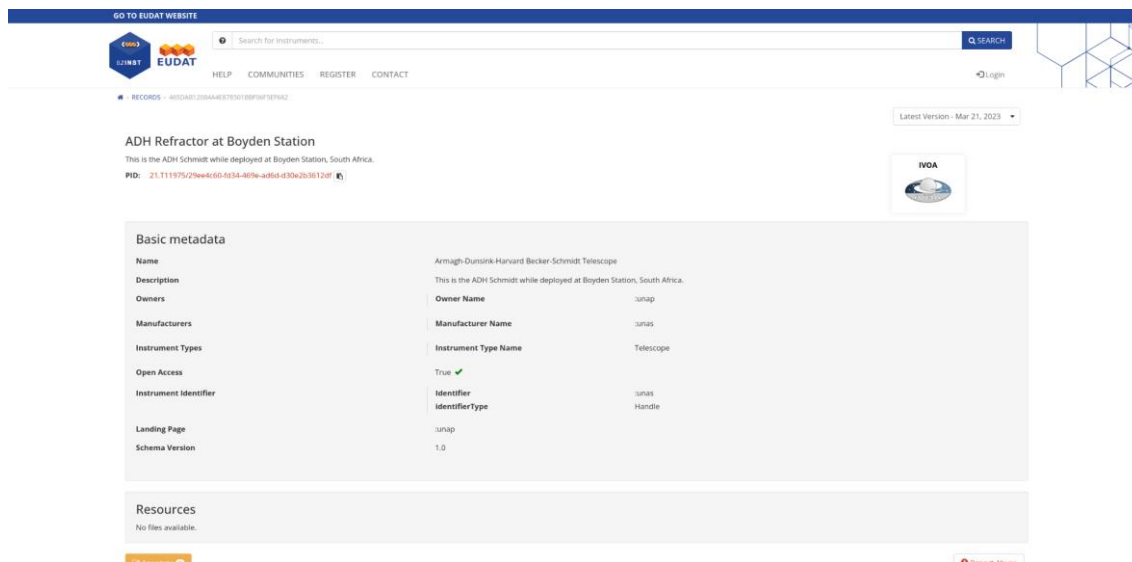 GO TO EUDAT WEBSITE
B2INST
EUDAT
Search for instruments...
SEARCH
HELP COMMUNITIES REGISTER CONTACT
Login
RECORDS
Latest Version - Mar 21, 2023
ADH Refractor at Boyden Station
This is the ADH Schmidt while deployed at Boyden Station, South Africa.
PID: 21.T11975/29ee4c60-fd34-469e-ad6d-d30e2b3612df
IVOA
Basic metadata
Name Armagh-Dunsink-Harvard Becker-Schmidt Telescope
Description This is the ADH Schmidt while deployed at Boyden Station, South Africa.
Owners Owner Name :unap
Manufacturers Manufacturer Name :unas
Instrument Types Instrument Type Name Telescope
Open Access True
Instrument Identifier Identifier :unas
identifierType Handle
Landing Page :unap
Schema Version 1.0
Resources
No files available.